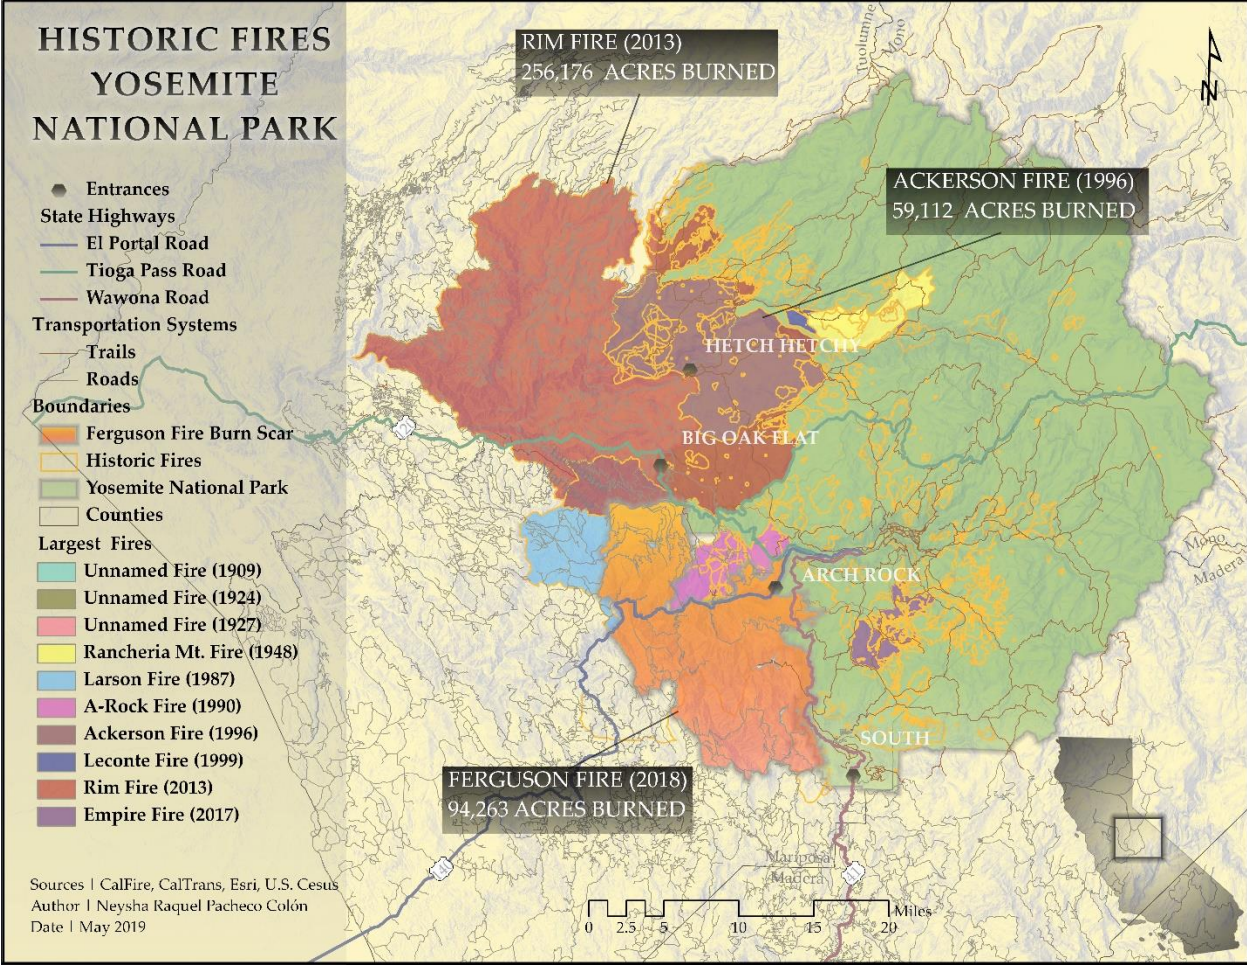 HISTORIC FIRES
YOSEMITE
NATIONAL PARK
Entrances
State Highways
El Portal Road
Tioga Pass Road
Wawona Road
Transportation Systems
Trails
Roads
Boundaries
Ferguson Fire Burn Scar
Historic Fires
Yosemite National Park
Counties
Largest Fires
Unnamed Fire (1909)
Unnamed Fire (1924)
Unnamed Fire (1927)
Rancheria Mt. Fire (1948)
Larson Fire (1987)
A-Rock Fire (1990)
Ackerson Fire (1996)
Leconte Fire (1999)
Rim Fire (2013)
Empire Fire (2017)
Sources | CalFire, CalTrans, Esri, U.S. Cesus
Author | Neysha Raquel Pacheco Colón
Date | May 2019
RIM FIRE (2013)
256,176 ACRES BURNED
Tuolumne
Mono
N
ACKERSON FIRE (1996)
59,112 ACRES BURNED
HETCH HETCHY
BIG OAK FLAT
ARCH ROCK
SOUTH
Mono
Madera
FERGUSON FIRE (2018)
94,263 ACRES BURNED
Mariposa
Madera
Miles
0 2.5 5 10 15 20